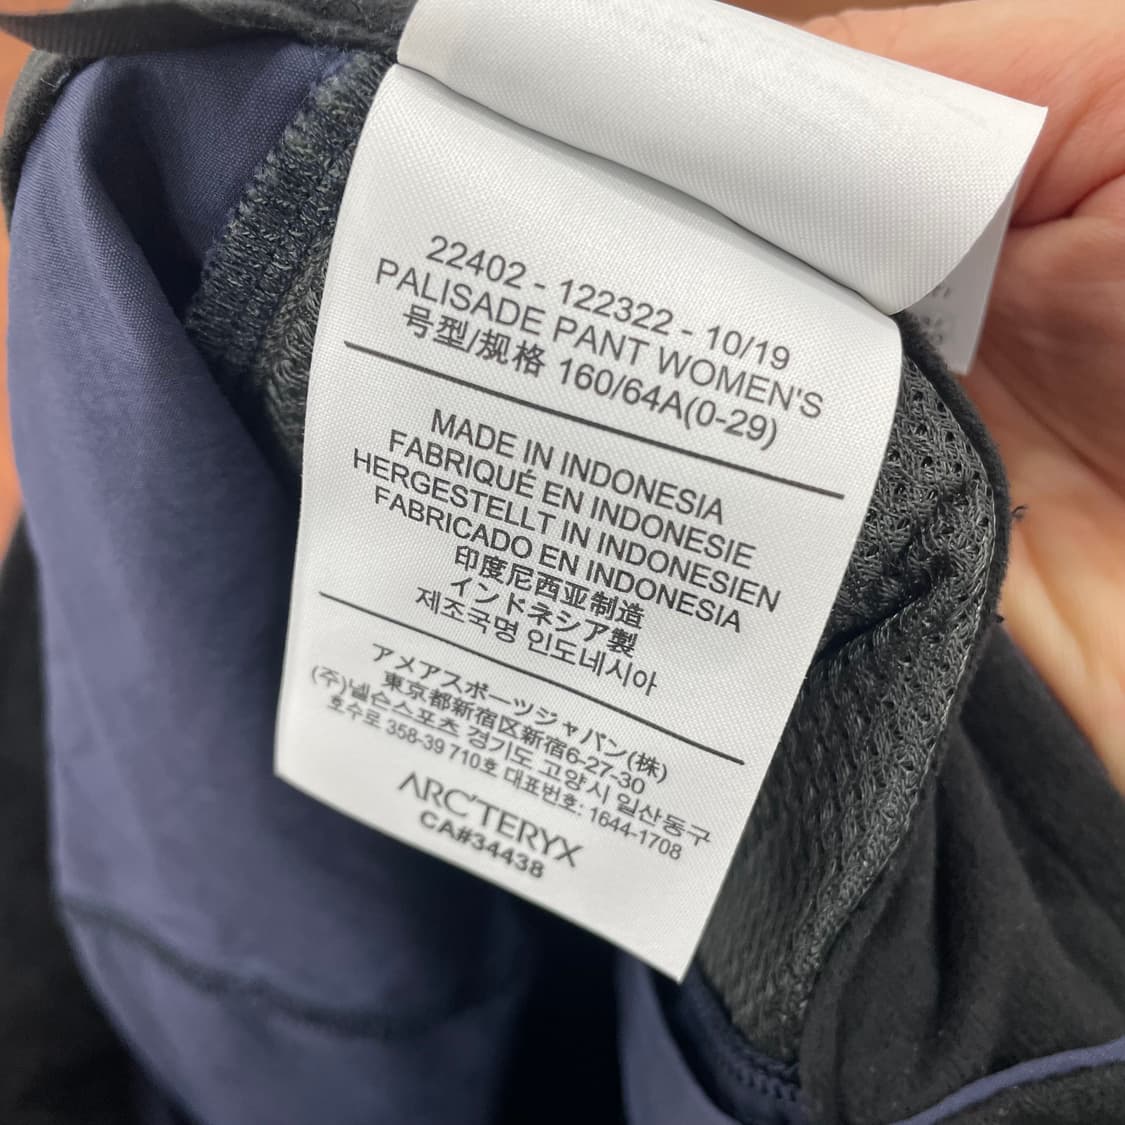 22402 - 122322 - 10/19
PALISADE PANT WOMEN'S
号型/规格 160/64A(0-29)
MADE IN INDONESIA
FABRIQUÉ EN INDONESIE
HERGESTELLT IN INDONESIEN
FABRICADO EN INDONESIA
印度尼西亚制造
インドネシア製
제조국명 인도네시아
アメアスポーツジャパン(株)
東京都新宿区新宿6-27-30
(주)넬슨스포츠 경기도 고양시 일산동구
호수로 358-39 710호 대표번호: 1644-1708
ARC'TERYX
CA#34438